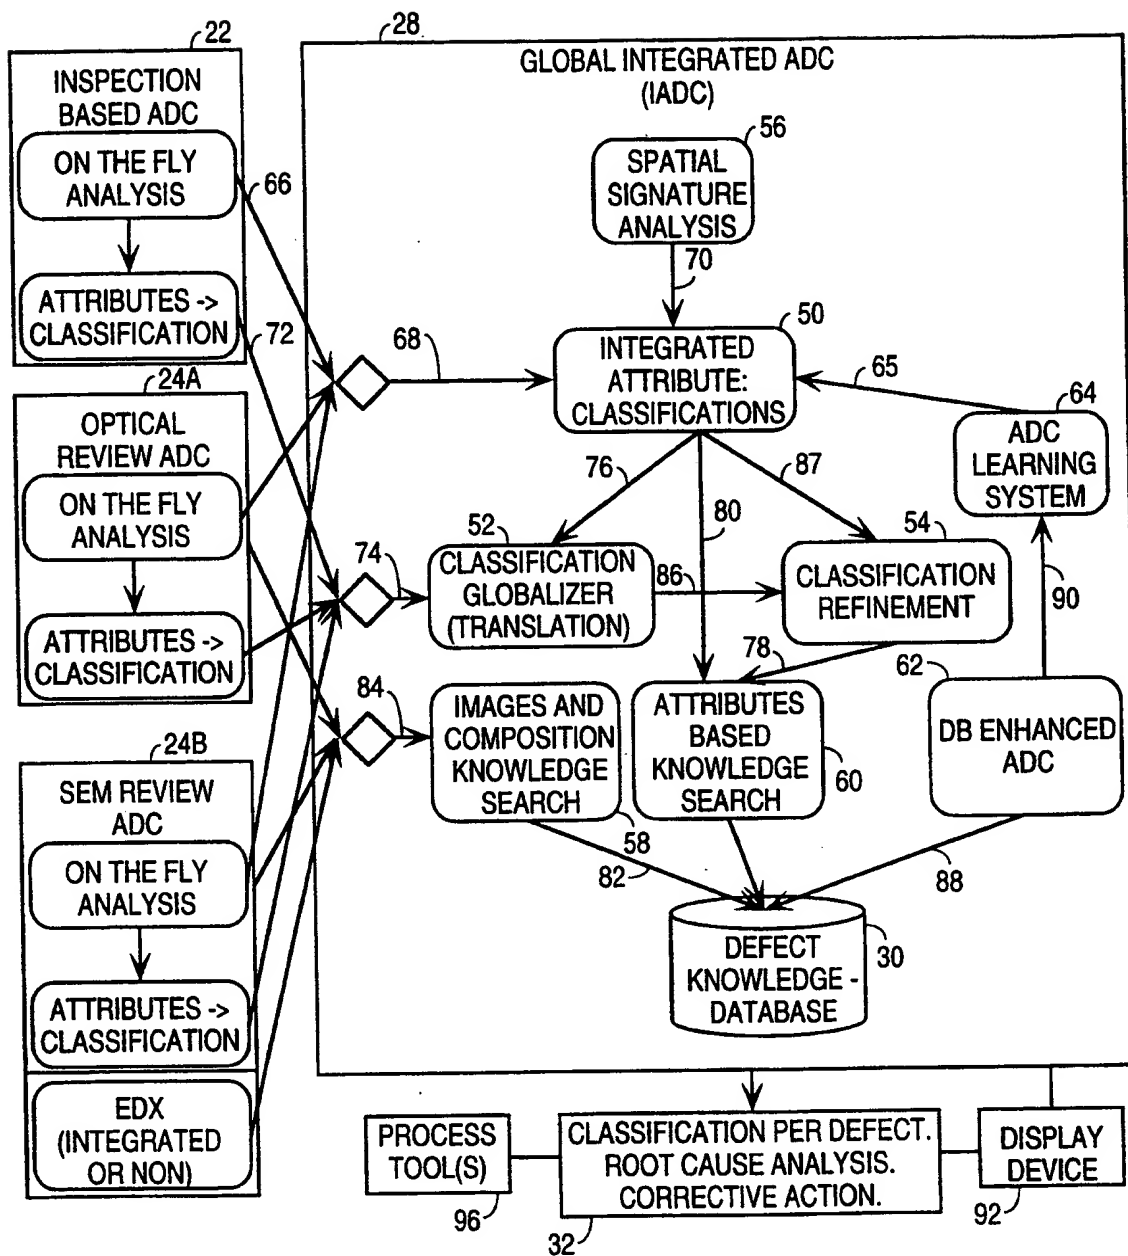 22
INSPECTION
BASED ADC
ON THE FLY
ANALYSIS
ATTRIBUTES ->
CLASSIFICATION
66
72
24A
OPTICAL
REVIEW ADC
ON THE FLY
ANALYSIS
ATTRIBUTES ->
CLASSIFICATION
24B
SEM REVIEW
ADC
ON THE FLY
ANALYSIS
ATTRIBUTES ->
CLASSIFICATION
EDX
(INTEGRATED
OR NON)
28
GLOBAL INTEGRATED ADC
(IADC)
56
SPATIAL
SIGNATURE
ANALYSIS
70
50
68
INTEGRATED
ATTRIBUTE:
CLASSIFICATIONS
65
64
ADC
LEARNING
SYSTEM
76
87
80
52
54
74
CLASSIFICATION
GLOBALIZER
(TRANSLATION)
86
CLASSIFICATION
REFINEMENT
90
78
62
84
IMAGES AND
COMPOSITION
KNOWLEDGE
SEARCH
58
ATTRIBUTES
BASED
KNOWLEDGE
SEARCH
60
DB ENHANCED
ADC
82
88
DEFECT
KNOWLEDGE -
DATABASE
30
PROCESS
TOOL(S)
96
CLASSIFICATION PER DEFECT.
ROOT CAUSE ANALYSIS.
CORRECTIVE ACTION.
32
DISPLAY
DEVICE
92